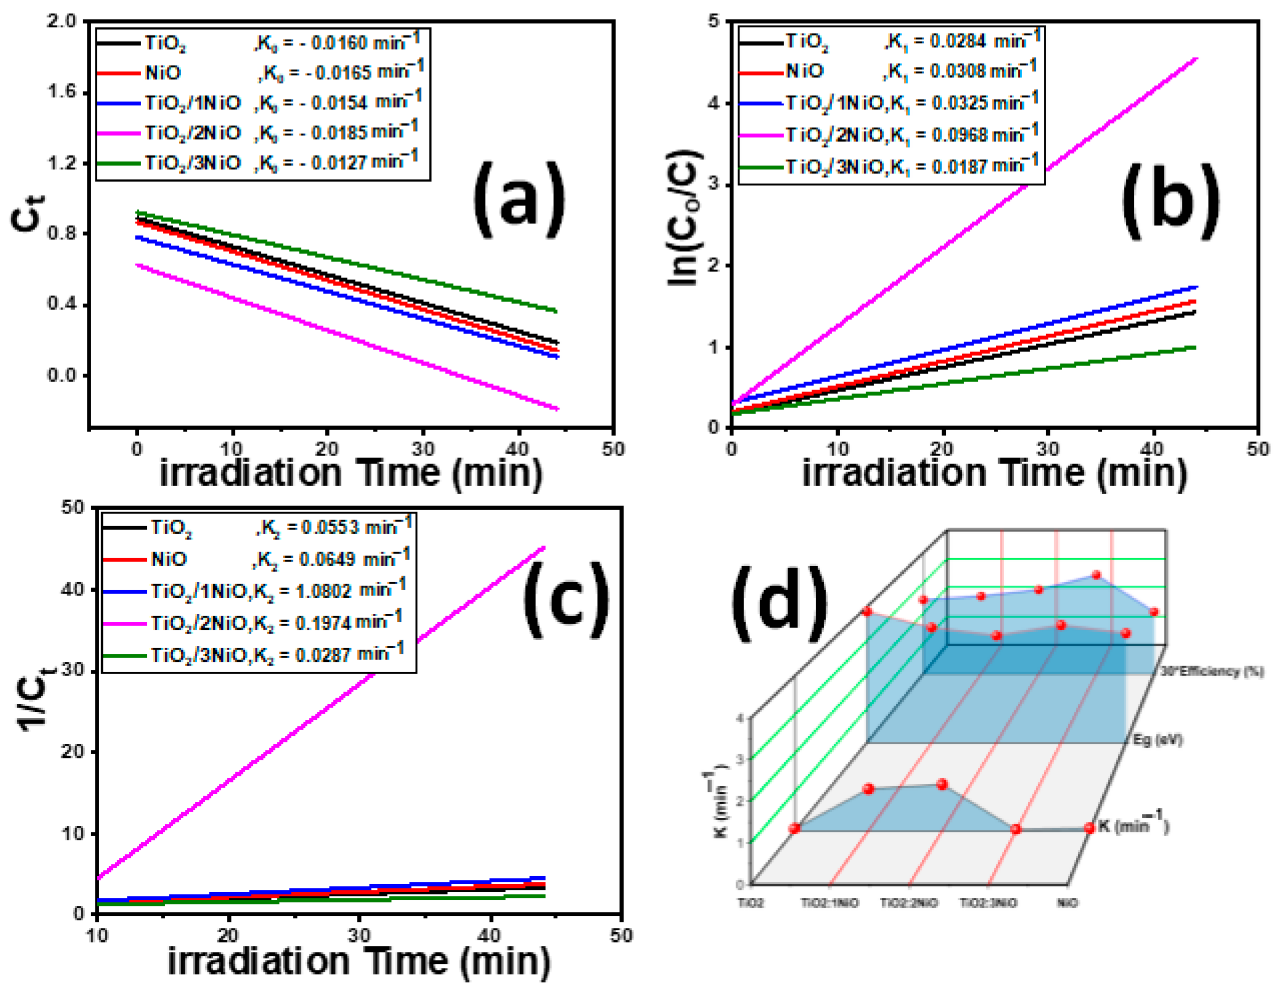 2.0
1.6
1.2
0.8
0.4
0.0
Cₜ
TiO₂ ,K₀ = - 0.0160 min⁻¹
NiO ,K₀ = - 0.0165 min⁻¹
TiO₂/1NiO ,K₀ = - 0.0154 min⁻¹
TiO₂/2NiO ,K₀ = - 0.0185 min⁻¹
TiO₂/3NiO ,K₀ = - 0.0127 min⁻¹
(a)
0 10 20 30 40 50
irradiation Time (min)
5
4
3
2
1
0
ln(C₀/C)
TiO₂ ,K₁ = 0.0284 min⁻¹
NiO ,K₁ = 0.0308 min⁻¹
TiO₂/1NiO,K₁ = 0.0325 min⁻¹
TiO₂/2NiO,K₁ = 0.0968 min⁻¹
TiO₂/3NiO,K₁ = 0.0187 min⁻¹
(b)
0 10 20 30 40 50
irradiation Time (min)
50
40
30
20
10
0
1/Cₜ
TiO₂ ,K₂ = 0.0553 min⁻¹
NiO ,K₂ = 0.0649 min⁻¹
TiO₂/1NiO,K₂ = 1.0802 min⁻¹
TiO₂/2NiO,K₂ = 0.1974 min⁻¹
TiO₂/3NiO,K₂ = 0.0287 min⁻¹
(c)
10 20 30 40 50
irradiation Time (min)
(d)
4
3
2
1
0
K (min⁻¹)
30*Efficiency (%)
Eg (eV)
K (min⁻¹)
TiO2 TiO2:1NiO TiO2:2NiO TiO2:3NiO NiO